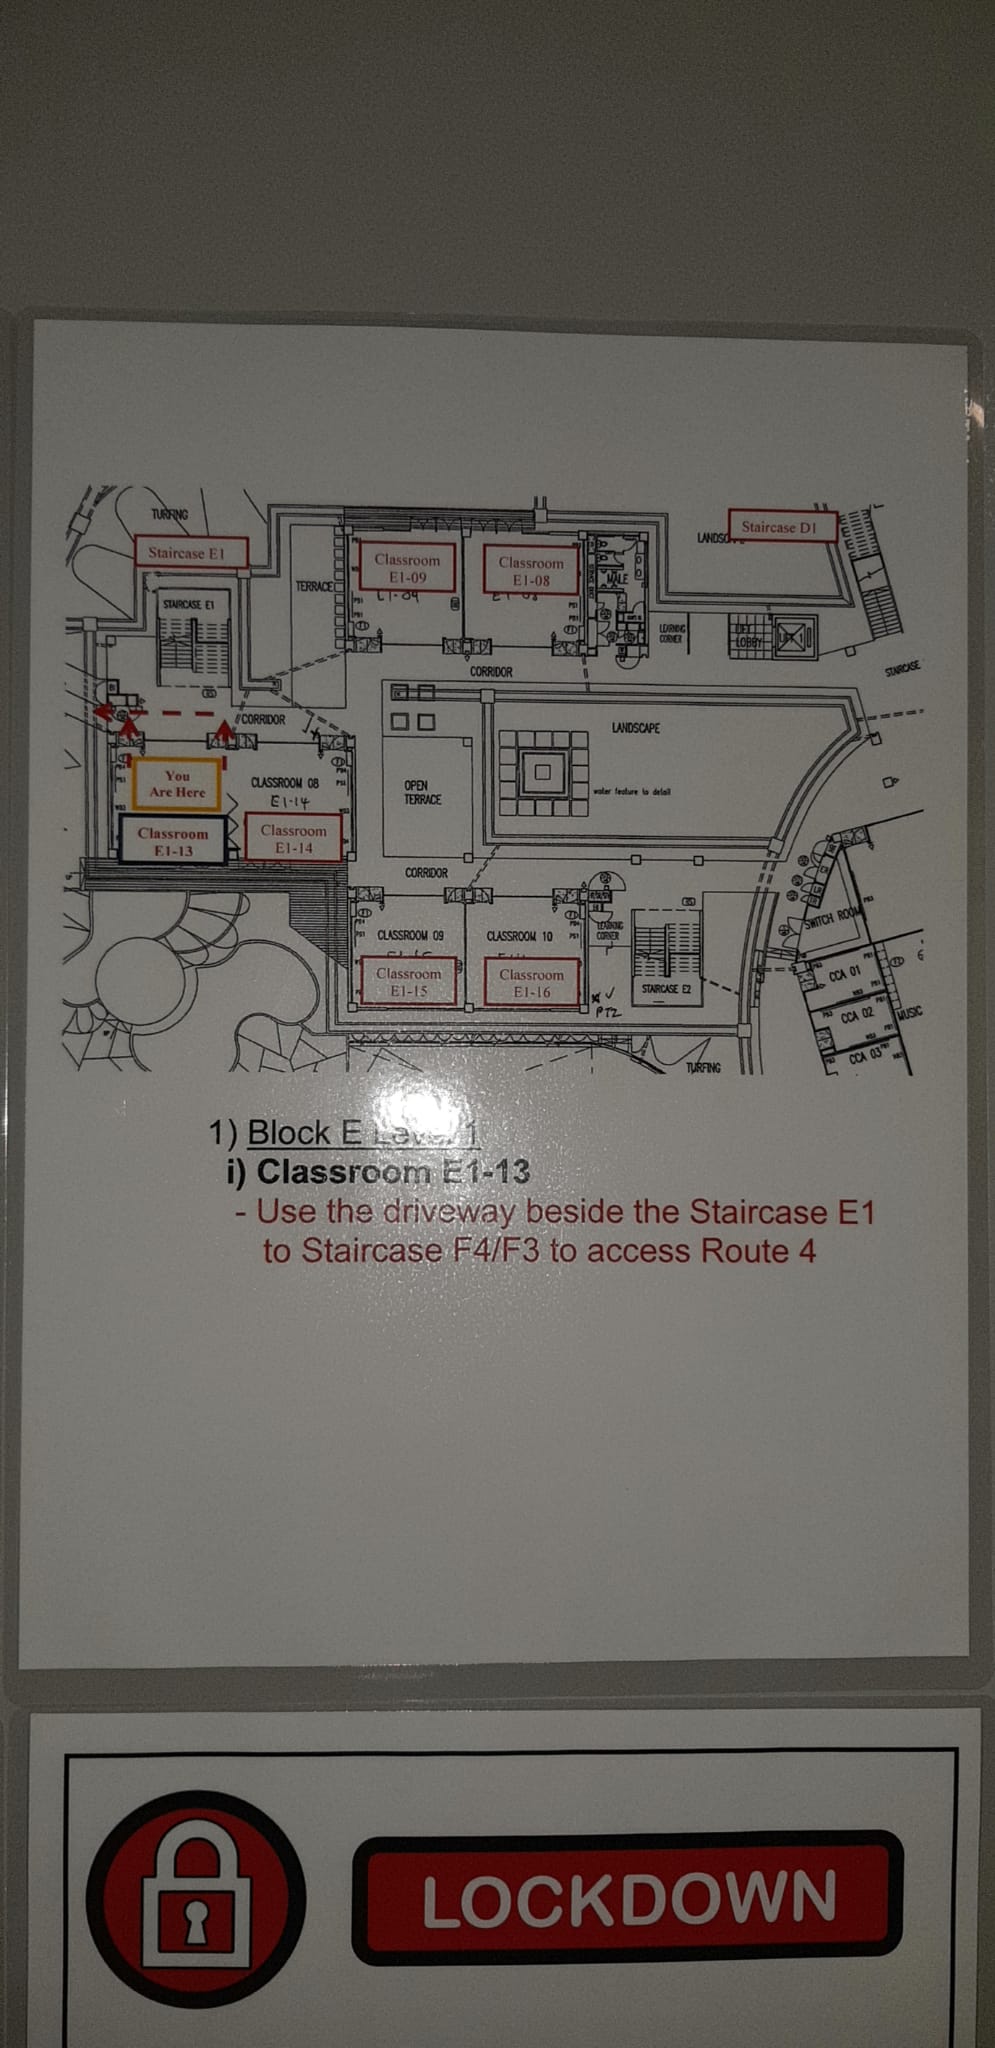 TURFING
Staircase E1
STAIRCASE E1
TERRACE
Classroom
E1-09
Classroom
E1-08
MALE
LANDSC
Staircase D1
LEARNING
CORNER
LIFT
LOBBY
LIFT
STAIRCASE
CORRIDOR
CORRIDOR
LANDSCAPE
You
Are Here
CLASSROOM 08
E1-14
OPEN
TERRACE
water feature to detail
Classroom
E1-13
Classroom
E1-14
CORRIDOR
CLASSROOM 09
CLASSROOM 10
LEARNING
CORNER
SWITCH ROOM
Classroom
E1-15
Classroom
E1-16
STAIRCASE E2
PT2
CCA 01
CCA 02
CCA 03
MUSIC
TURFING
1) Block E Level 1
i) Classroom E1-13
- Use the driveway beside the Staircase E1
to Staircase F4/F3 to access Route 4
LOCKDOWN